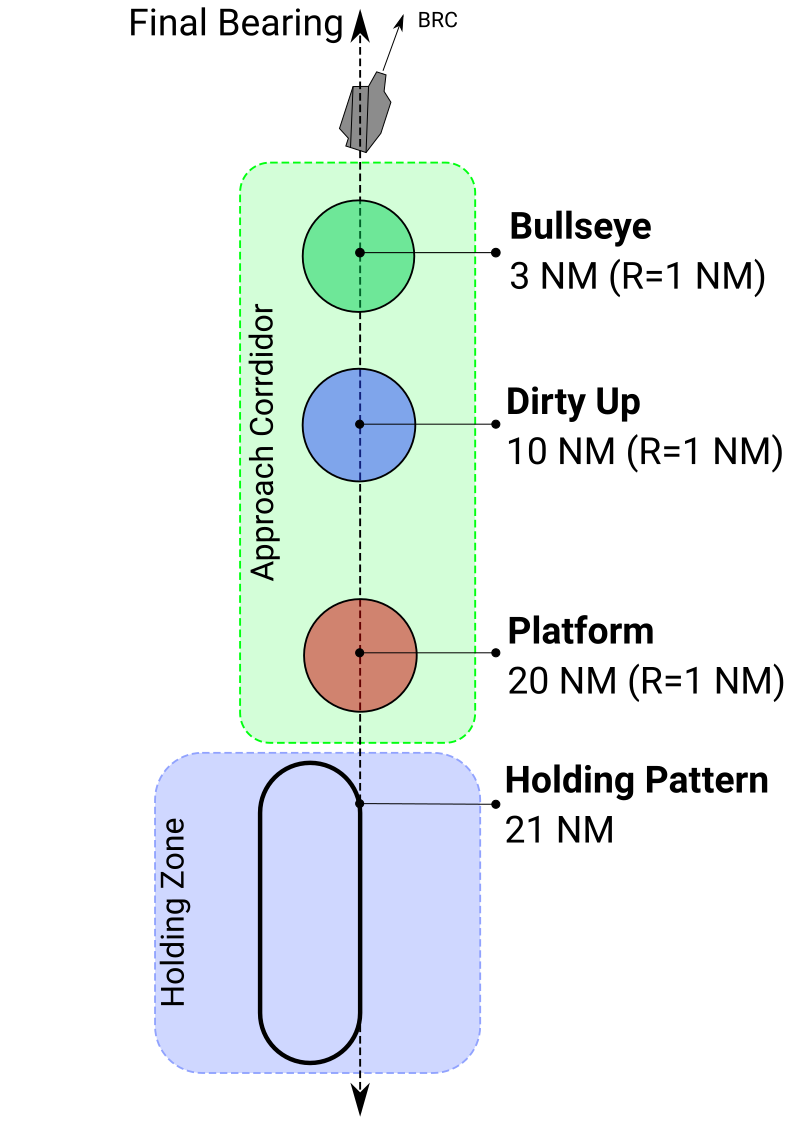 Final Bearing
BRC
Bullseye
3 NM (R=1 NM)
Approach Corrdidor
Dirty Up
10 NM (R=1 NM)
Platform
20 NM (R=1 NM)
Holding Pattern
21 NM
Holding Zone